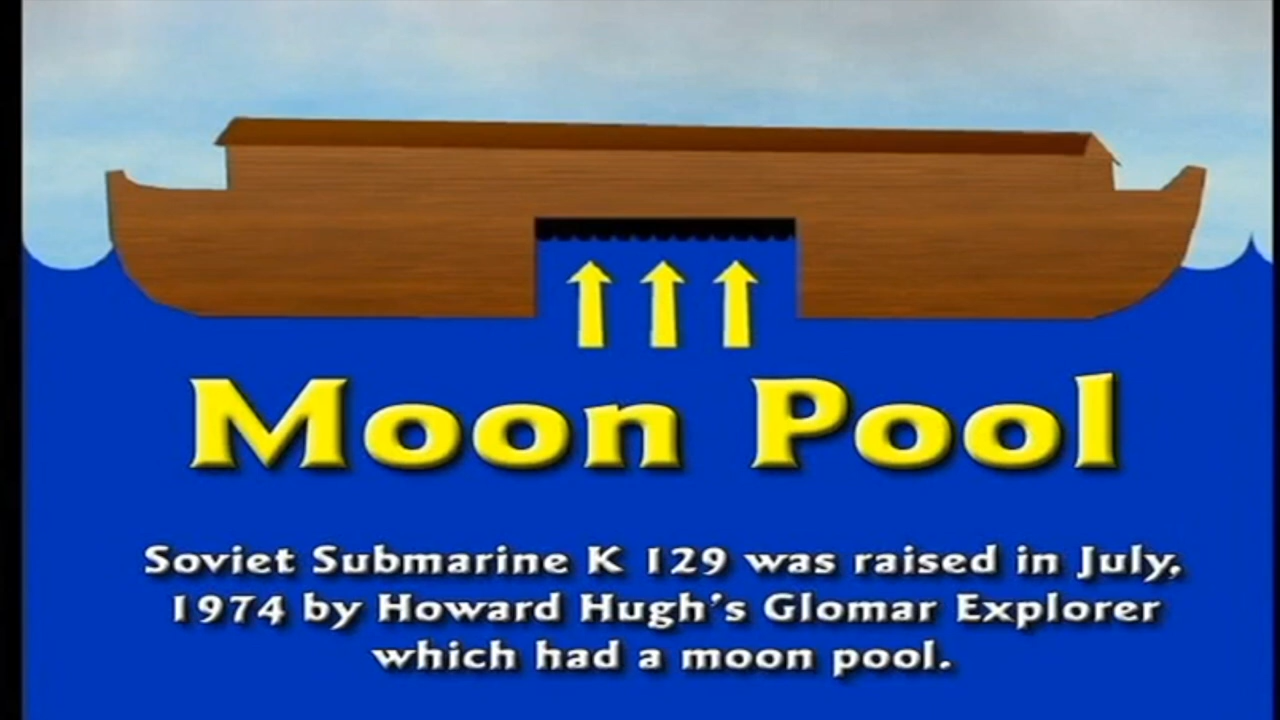 Moon Pool
Soviet Submarine K 129 was raised in July,
1974 by Howard Hugh's Glomar Explorer
which had a moon pool.